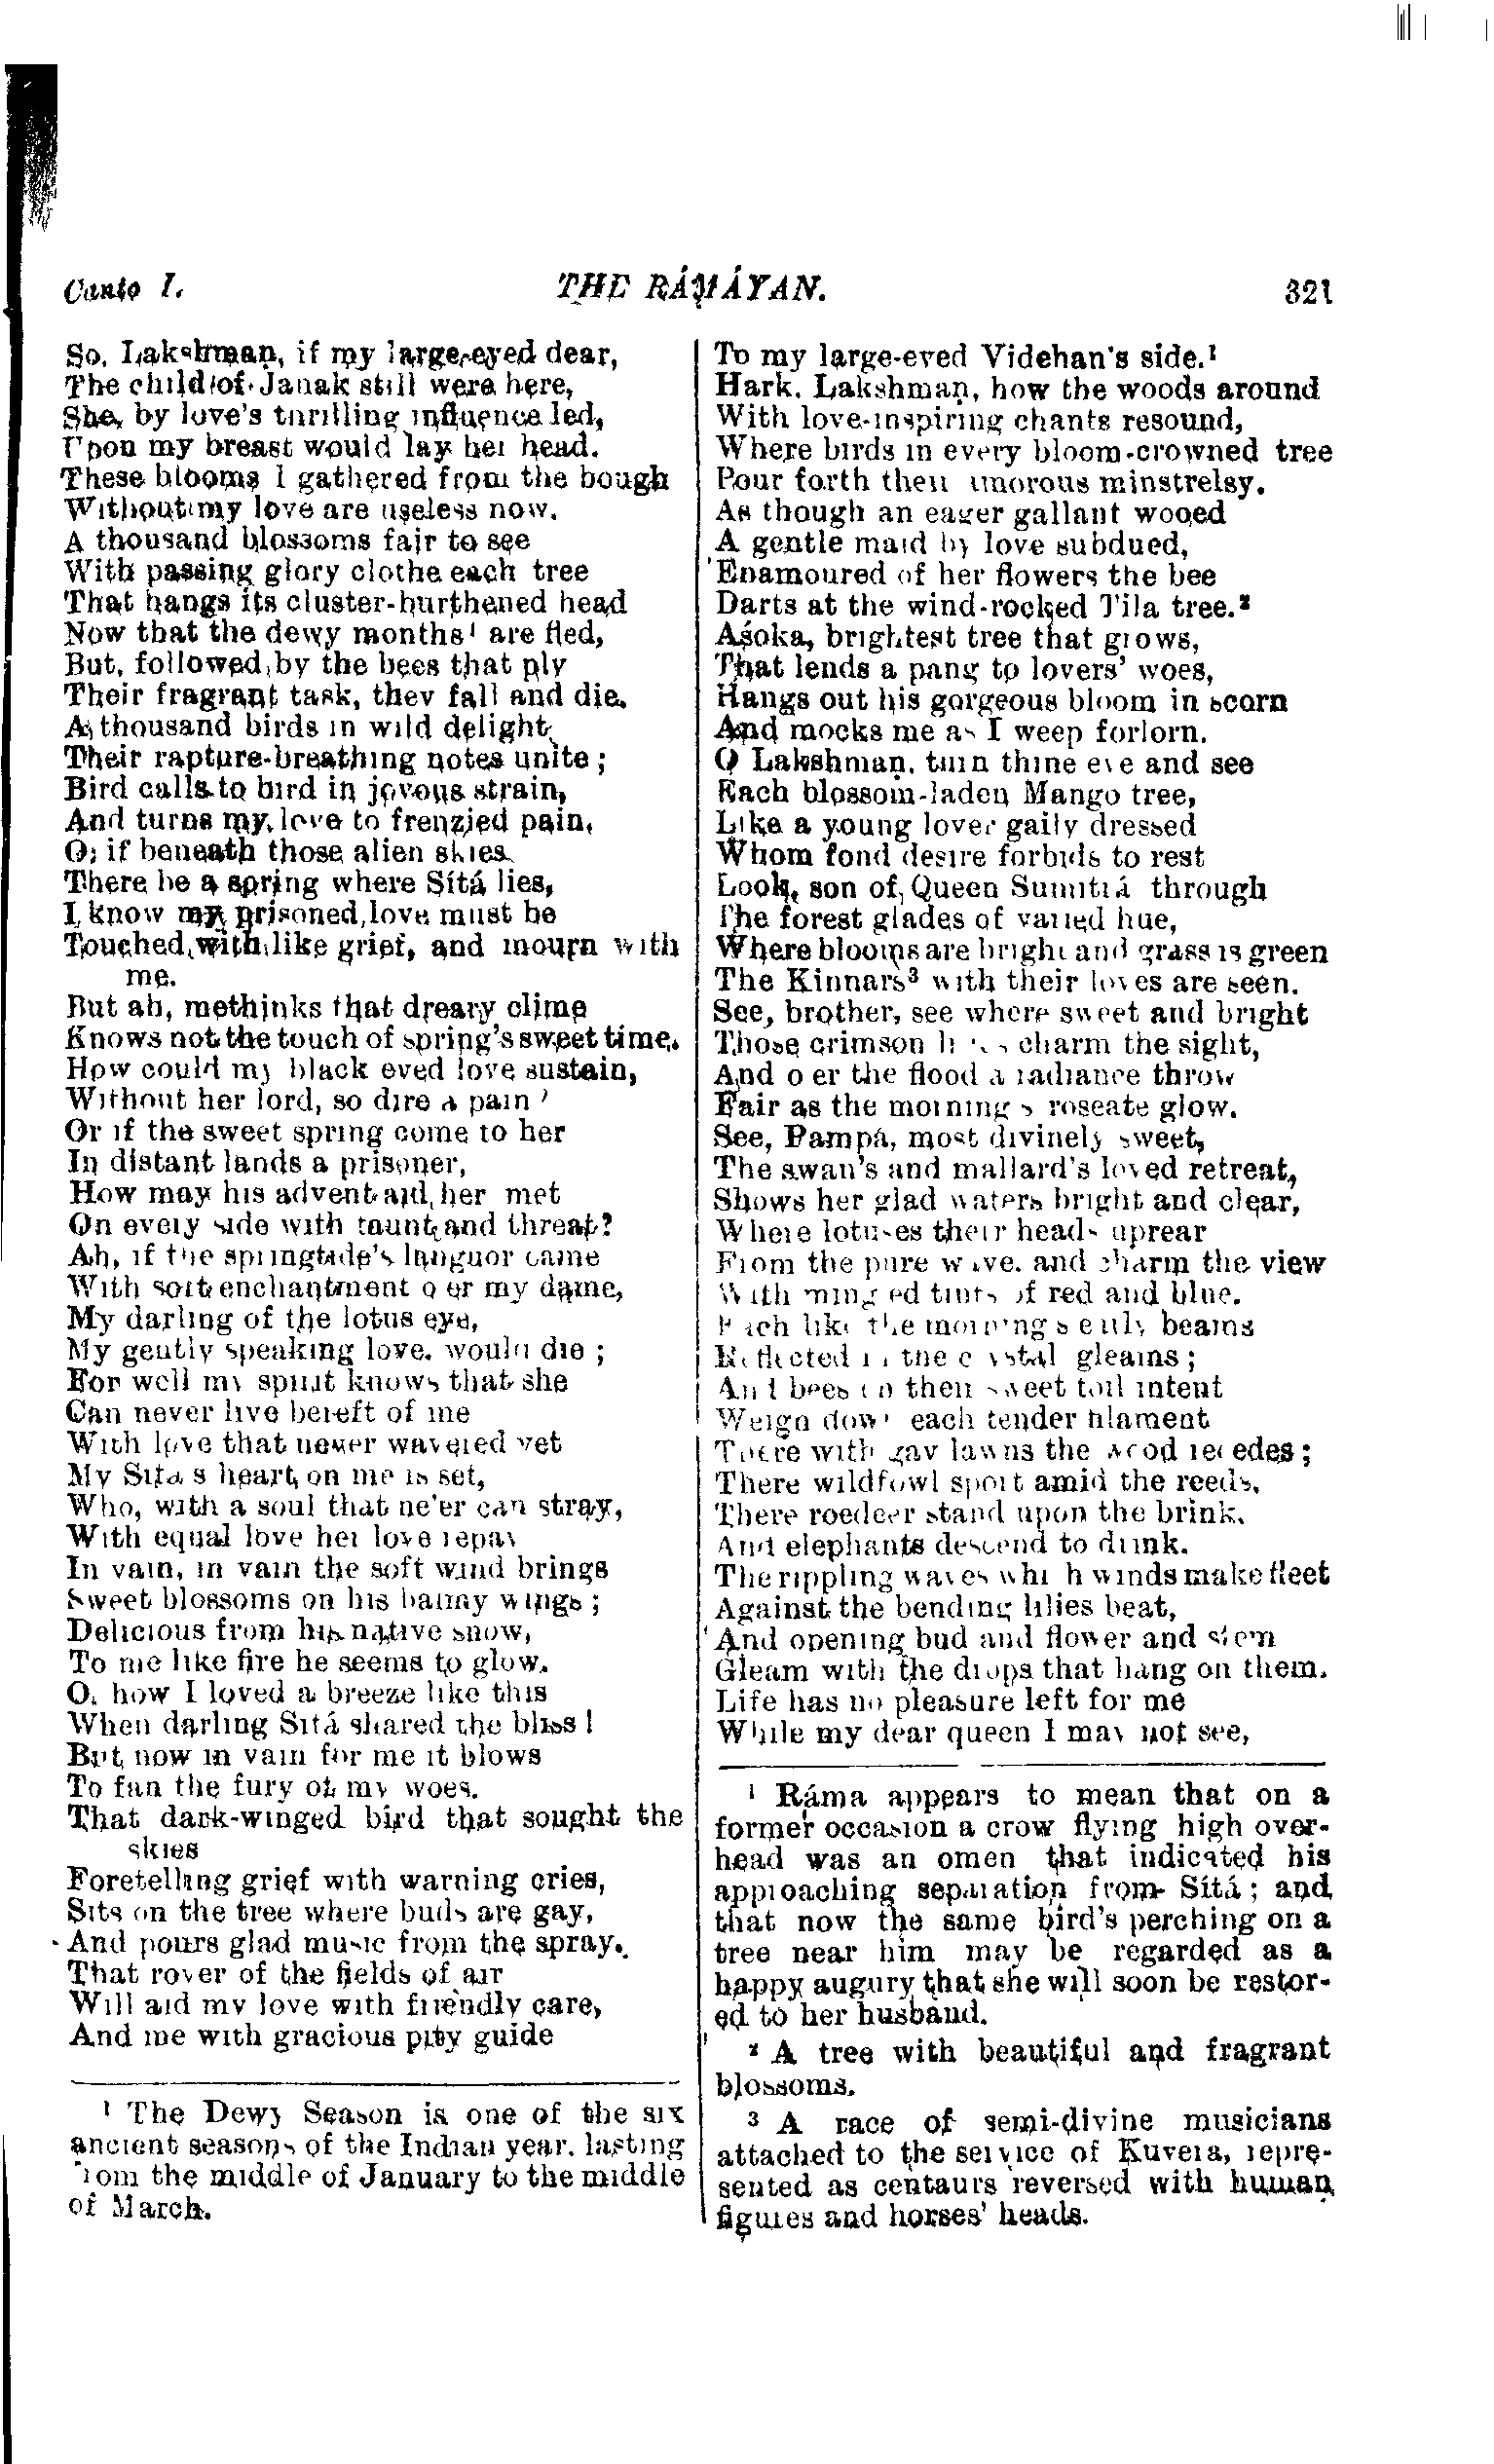 Canto I.
THE RÁMÁYAN.
321
So, Lakshmaṇ, if my large-eyed dear,
The child of Janak still were here,
She, by love's thrilling influence led,
Upon my breast would lay her head.
These blooms I gathered from the bough
Without my love are useless now.
A thousand blossoms fair to see
With passing glory clothe each tree
That hangs its cluster-burthened head
Now that the dewy months¹ are fled,
But, followed by the bees that ply
Their fragrant task, they fall and die.
A thousand birds in wild delight
Their rapture-breathing notes unite;
Bird calls to bird in joyous strain,
And turns my love to frenzied pain.
O, if beneath those alien skies
There be a spring where Sítá lies,
I know my prisoned love must be
Touched with like grief, and mourn with
me.
But ah, methinks that dreary clime
Knows not the touch of spring's sweet time.
How could my black eyed love sustain,
Without her lord, so dire a pain?
Or if the sweet spring come to her
In distant lands a prisoner,
How may his advent aid her met
On every side with taunt and threat?
Ah, if the springtide's languor came
With soft enchantment o'er my dame,
My darling of the lotus eye,
My gently speaking love, would die;
For well my spirit knows that she
Can never live bereft of me
With love that never wavered yet
My Sítá's heart, on me is set,
Who, with a soul that ne'er can stray,
With equal love her love repay
In vain, in vain the soft wind brings
Sweet blossoms on his balmy wings;
Delicious from his native snow,
To me like fire he seems to glow.
O, how I loved a breeze like this
When darling Sítá shared the bliss!
But now in vain for me it blows
To fan the fury of my woes.
That dark-winged bird that sought the
skies
Foretelling grief with warning cries,
Sits on the tree where buds are gay,
And pours glad music from the spray.
That rover of the fields of air
Will aid my love with friendly care,
And me with gracious pity guide
¹ The Dewy Season is one of the six
ancient seasons of the Indian year, lasting
from the middle of January to the middle
of March.
To my large-eyed Videhan's side.¹
Hark, Lakshmaṇ, how the woods around
With love-inspiring chants resound,
Where birds in every bloom-crowned tree
Pour forth their amorous minstrelsy.
As though an eager gallant wooed
A gentle maid by love subdued,
Enamoured of her flowers the bee
Darts at the wind-rocked Tila tree.²
Aśoka, brightest tree that grows,
That lends a pang to lovers' woes,
Hangs out his gorgeous bloom in scorn
And mocks me as I weep forlorn.
O Lakshmaṇ, turn thine eye and see
Each blossom-laden Mango tree,
Like a young lover gaily dressed
Whom fond desire forbids to rest
Look, son of Queen Sumitrá through
The forest glades of varied hue,
Where blooms are bright and grass is green
The Kinnars³ with their loves are seen.
See, brother, see where sweet and bright
Those crimson charm the sight,
And o'er the flood a radiance throw
Fair as the morning's roseate glow.
See, Pampá, most divinely sweet,
The swan's and mallard's loved retreat,
Shows her glad waters bright and clear,
Where lotuses their heads uprear
From the pure wave, and charm the view
With mingled tints of red and blue.
Each like the morning's early beams
Reflected in the crystal gleams;
And bees on their sweet toil intent
Weigh down each tender filament
There with gay lawns the wood recedes;
There wildfowl sport amid the reeds,
There roedeer stand upon the brink,
And elephants descend to drink.
The rippling waves which winds make fleet
Against the bending lilies beat,
And opening bud and flower and stem
Gleam with the drops that hang on them.
Life has no pleasure left for me
While my dear queen I may not see,
¹ Ráma appears to mean that on a
former occasion a crow flying high over-
head was an omen that indicated his
approaching separation from Sítá; and
that now the same bird's perching on a
tree near him may be regarded as a
happy augury that she will soon be restor-
ed to her husband.
² A tree with beautiful and fragrant
blossoms.
³ A race of semi-divine musicians
attached to the service of Kuvera, repre-
sented as centaurs reversed with human
figures and horses' heads.